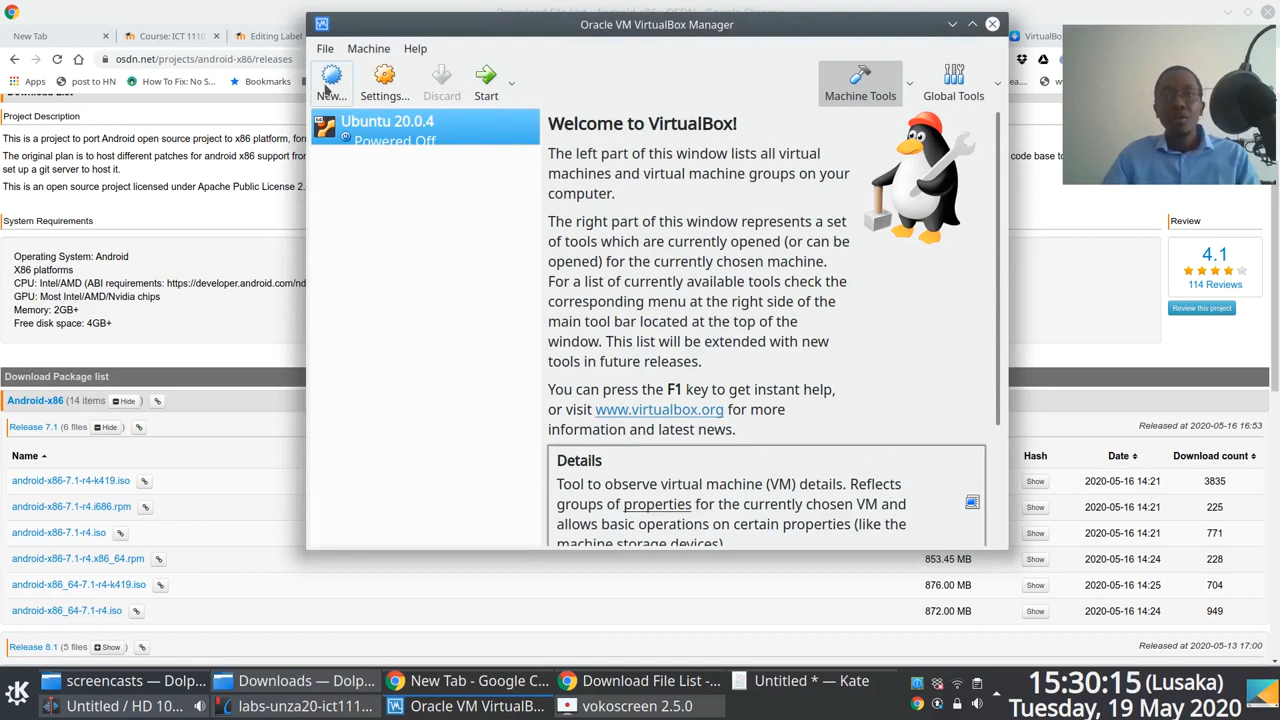 Download File List - Android-x86 - OSDN - Google Chrome
New Tab
Course: ICT 1110
Editing Label
VirtualBo
osdn.net/projects/android-x86/releases
Apps
post to HN
How To Fix: No S...
Bookmarks
Oracle VM VirtualBox Manager
File
Machine
Help
New...
Settings...
Discard
Start
Machine Tools
Global Tools
Ubuntu 20.0.4
Powered Off
Welcome to VirtualBox!
The left part of this window lists all virtual
machines and virtual machine groups on your
computer.
The right part of this window represents a set
of tools which are currently opened (or can be
opened) for the currently chosen machine.
For a list of currently available tools check the
corresponding menu at the right side of the
main tool bar located at the top of the
window. This list will be extended with new
tools in future releases.
You can press the F1 key to get instant help,
or visit www.virtualbox.org for more
information and latest news.
Details
Tool to observe virtual machine (VM) details. Reflects
groups of properties for the currently chosen VM and
allows basic operations on certain properties (like the
machine storage devices).
Download List
Project Description
This is a project to port Android open source project to x86 platform, for
The original plan is to host different patches for android x86 support from
code base to
set up a git server to host it.
This is an open source project licensed under Apache Public License 2.
System Requirements
Operating System: Android
X86 platforms
CPU: Intel/AMD (ABI requirements: https://developer.android.com/nd
GPU: Most Intel/AMD/Nvidia chips
Memory: 2GB+
Free disk space: 4GB+
Review
4.1
114 Reviews
Review this project
Download Package list
Android-x86 (14 items Hide )
Release 7.1 (6 files Hide )
Released at 2020-05-16 16:53
Name
Hash
Date
Download count
android-x86-7.1-r4-k419.iso
Show
2020-05-16 14:21
3835
android-x86-7.1-r4.i686.rpm
Show
2020-05-16 14:21
225
android-x86-7.1-r4.iso
Show
2020-05-16 14:21
771
android-x86-7.1-r4.x86_64.rpm
853.45 MB
Show
2020-05-16 14:21
228
android-x86_64-7.1-r4-k419.iso
876.00 MB
Show
2020-05-16 14:25
704
android-x86_64-7.1-r4.iso
872.00 MB
Show
2020-05-16 14:24
949
Release 8.1 (5 files Show )
Released at 2020-05-13 17:00
screencasts — Dolp...
Downloads — Dolp...
New Tab - Google C...
Download File List -...
Untitled * — Kate
Untitled / HD 10...
labs-unza20-ict111...
Oracle VM VirtualB...
vokoscreen 2.5.0
15:30:15 (Lusaka)
Tuesday, 19 May 2020